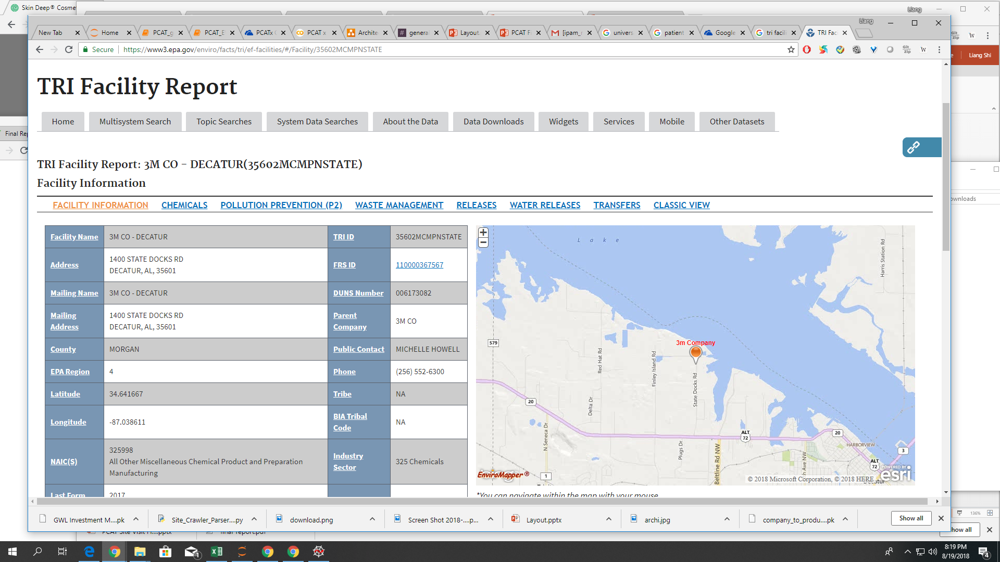 Skin Deep® Cosme
Liang
Liang
New Tab
Home
PCAT_g
PCAT_E
PCATx
PCAT x
Archite
general
Layout.
PCAT F
[ipam_r
univers
patient
Google
tri facili
TRI Fac
Secure
https://www3.epa.gov/enviro/facts/tri/ef-facilities/#/Facility/35602MCMPNSTATE
Git Zip
W
Liang Shi
TRI Facility Report
Home
Multisystem Search
Topic Searches
System Data Searches
About the Data
Data Downloads
Widgets
Services
Mobile
Other Datasets
Final Rep
TRI Facility Report: 3M CO - DECATUR(35602MCMPNSTATE)
Facility Information
FACILITY INFORMATION
CHEMICALS
POLLUTION PREVENTION (P2)
WASTE MANAGEMENT
RELEASES
WATER RELEASES
TRANSFERS
CLASSIC VIEW
ownloads
Facility Name 3M CO - DECATUR TRI ID 35602MCMPNSTATE
Address 1400 STATE DOCKS RD
DECATUR, AL, 35601
FRS ID 110000367567
Mailing Name 3M CO - DECATUR DUNS Number 006173082
Mailing Address
1400 STATE DOCKS RD
DECATUR, AL, 35601
Parent Company
3M CO
County MORGAN Public Contact MICHELLE HOWELL
EPA Region 4 Phone (256) 552-6300
Latitude 34.641667 Tribe NA
Longitude -87.038611 BIA Tribal Code NA
NAIC(S) 325998
All Other Miscellaneous Chemical Product and Preparation
Manufacturing
Industry Sector
325 Chemicals
Last Form 2017
+
−
Lake
Harris Station Rd
579
3m Company
Red Hat Rd
Finley Island Rd
State Docks Rd
20
Delta Dr
N Seneca Dr
Plugs Dr
ALT 72
20
HARBORVIEW
3
ALT 72
Beltline Rd NW
h Ave NW
1
EnviroMapper ®
POWERED BY
esri
© 2018 Microsoft Corporation, © 2018 HERE
Decatur
*You can navigate within the map with your mouse
GWL Investment M....pk
Site_Crawler_Parser....py
download.png
Screen Shot 2018-....p...
Layout.pptx
archi.jpg
company_to_produ....pk
Show all
136%
how all
PCAT Site Visit Fi....pptx
final report.pdf
1
8:19 PM
8/19/2018
4